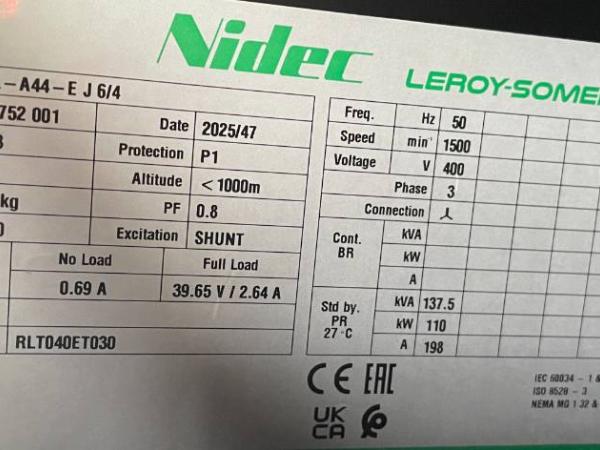 Nidec LEROY-SOMER
-A44-E J 6/4
752 001
Date 2025/47
Protection P1
Altitude < 1000m
kg PF 0.8
Excitation SHUNT
No Load Full Load
0.69 A 39.65 V / 2.64 A
RLT040ET030
Freq. Hz 50
Speed min⁻ 1500
Voltage V 400
Phase 3
Connection
Cont. BR kVA
kW
A
Std by. PR 27°C kVA 137.5
kW 110
A 198
CE EAC
UK CA
IEC 60034 - 1 &
ISO 8528 - 3
NEMA MG 1 32 &